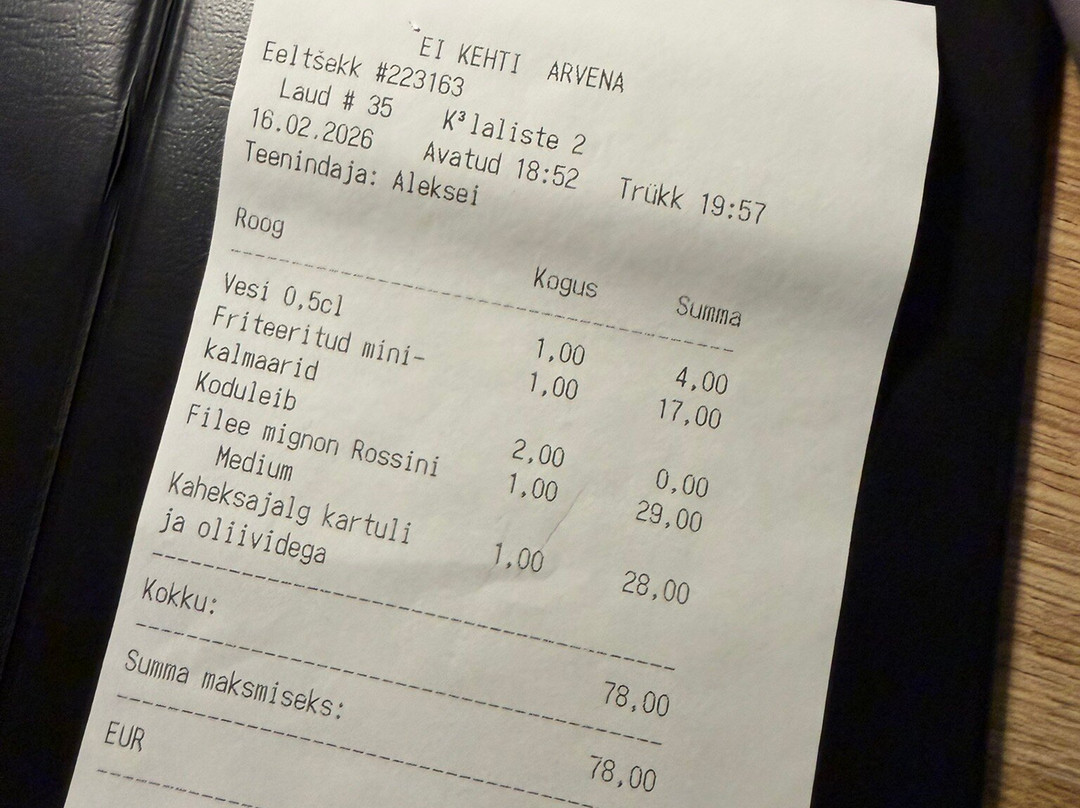 EI KEHTI ARVENA
Eeltšekk #223163
Laud # 35 K³laliste 2
16.02.2026 Avatud 18:52 Trükk 19:57
Teenindaja: Aleksei
Roog Kogus Summa
Vesi 0,5cl 1,00 4,00
Friteeritud mini- 1,00 17,00
kalmaarid
Koduleib 2,00 0,00
Filee mignon Rossini 1,00 29,00
Medium
Kaheksajalg kartuli 1,00 28,00
ja oliividega
Kokku: 78,00
Summa maksmiseks: 78,00
EUR